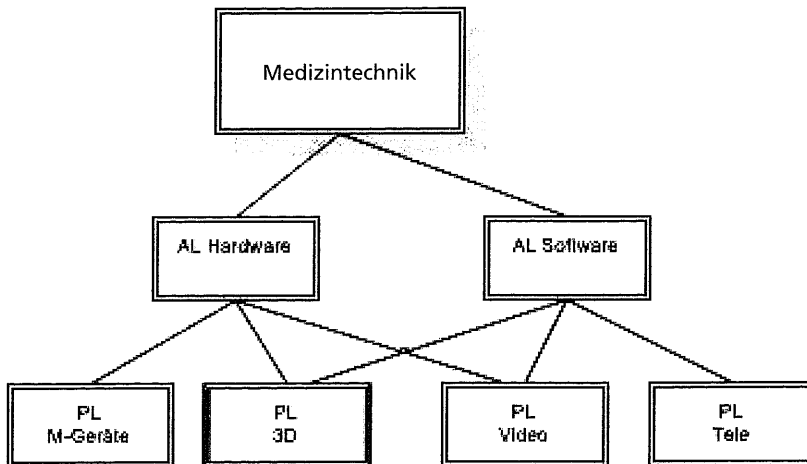 Medizintechnik
AL Hardware
AL Software
PL
M-Geräte
PL
3D
PL
Video
PL
Tele